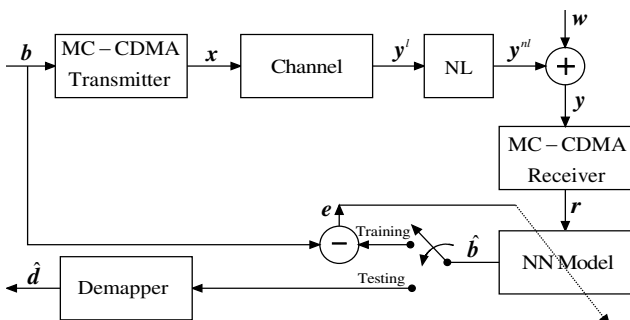 w
b
MC – CDMA
Transmitter
x
Channel
y^l
NL
y^nl
+
y
MC – CDMA
Receiver
r
e
Training
−
b̂
NN Model
d̂
Demapper
Testing